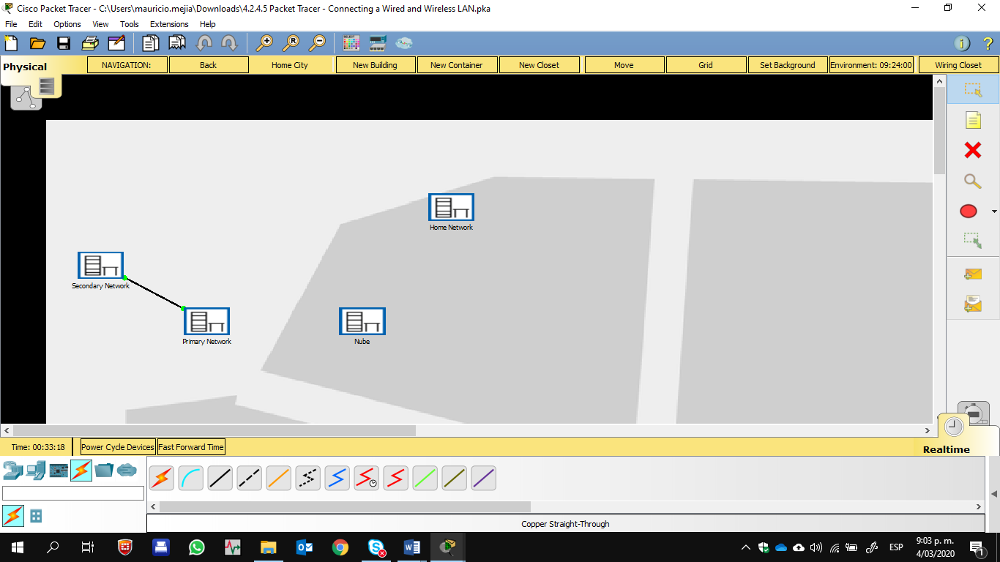 Cisco Packet Tracer - C:\Users\mauricio.mejia\Downloads\4.2.4.5 Packet Tracer - Connecting a Wired and Wireless LAN.pka
File Edit Options View Tools Extensions Help
Physical NAVIGATION: Back Home City New Building New Container New Closet Move Grid Set Background Environment: 09:24:00 Wiring Closet
Home Network
Secondary Network
Primary Network Nube
Time: 00:33:18 Power Cycle Devices Fast Forward Time Realtime
Copper Straight-Through
ESP 9:03 p. m.
4/03/2020 1